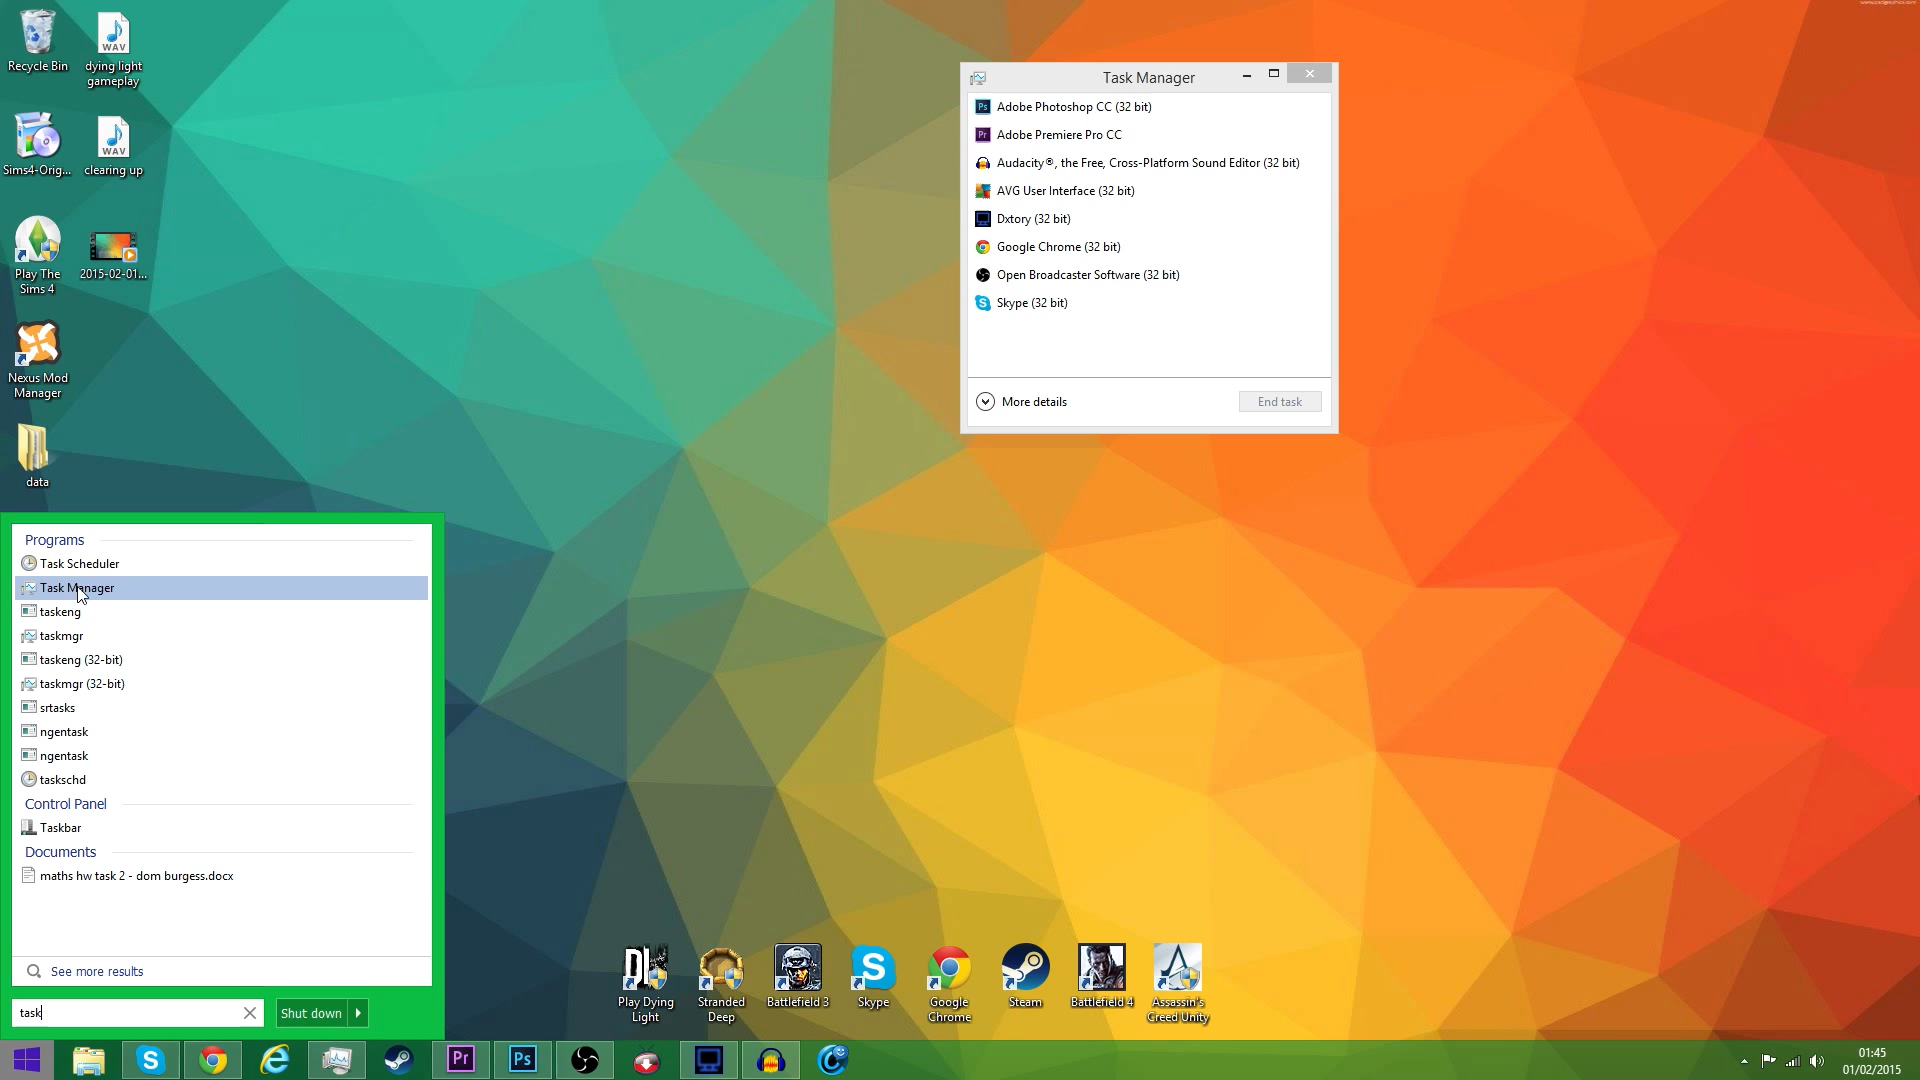 Recycle Bin
WAV
dying light
gameplay
Sims4-Orig...
WAV
clearing up
Play The
Sims 4
2015-02-01...
Nexus Mod
Manager
data
Task Manager
Ps Adobe Photoshop CC (32 bit)
Pr Adobe Premiere Pro CC
Audacity®, the Free, Cross-Platform Sound Editor (32 bit)
AVG User Interface (32 bit)
Dxtory (32 bit)
Google Chrome (32 bit)
Open Broadcaster Software (32 bit)
Skype (32 bit)
More details
End task
Programs
Task Scheduler
Task Manager
taskeng
taskmgr
taskeng (32-bit)
taskmgr (32-bit)
srtasks
ngentask
ngentask
taskschd
Control Panel
Taskbar
Documents
maths hw task 2 - dom burgess.docx
See more results
task
Shut down
Play Dying
Light
Stranded
Deep
Battlefield 3
Skype
Google
Chrome
Steam
Battlefield 4
Assassin's
Creed Unity
Pr
Ps
01:45
01/02/2015